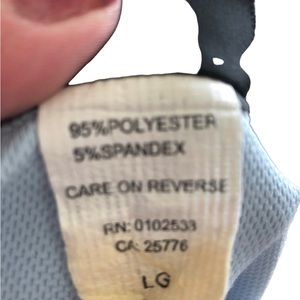 95%POLYESTER
5%SPANDEX
CARE ON REVERSE
RN: 0102533
CA: 25776
LG